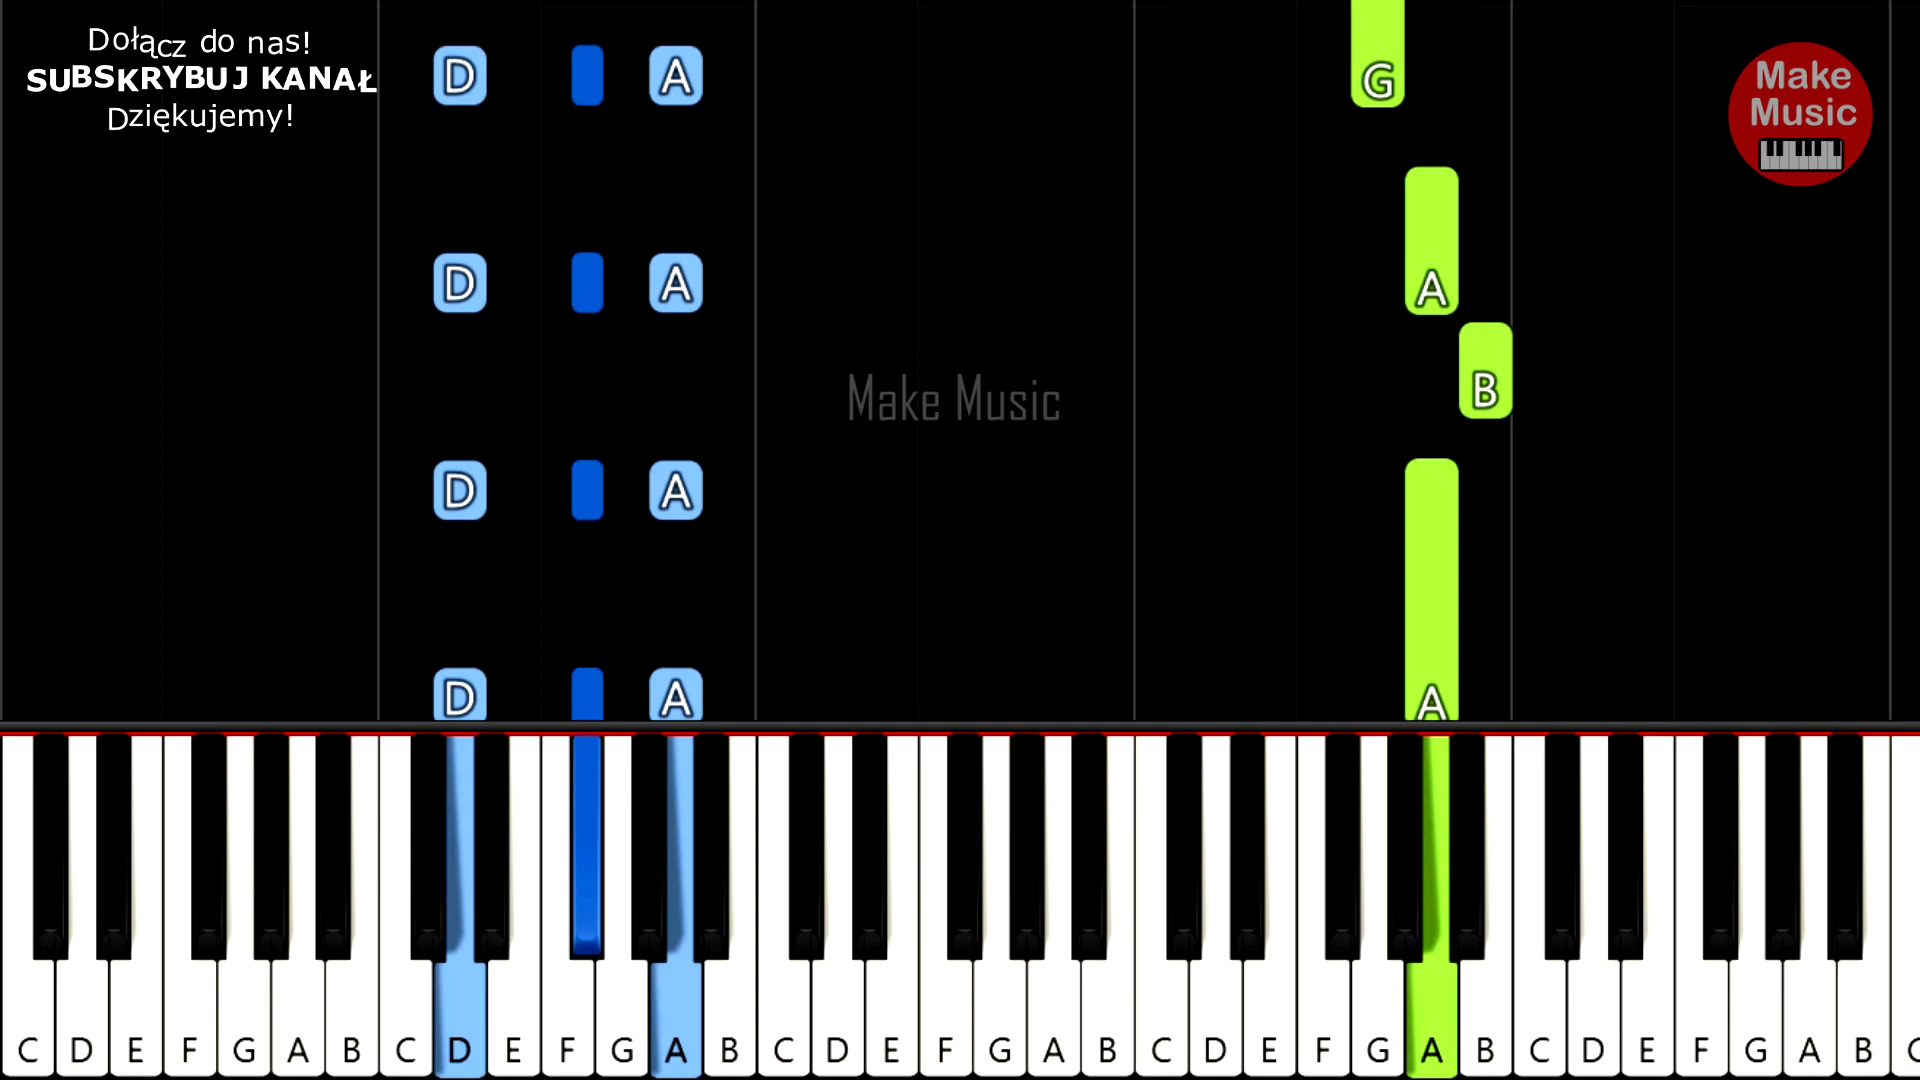 Dołącz do nas!
SUBSKRYBUJ KANAŁ
Dziękujemy!
Make
Music
D A G
D A A
B
Make Music
D A
D A A
C D E F G A B C D E F G A B C D E F G A B C D E F G A B C D E F G A B C